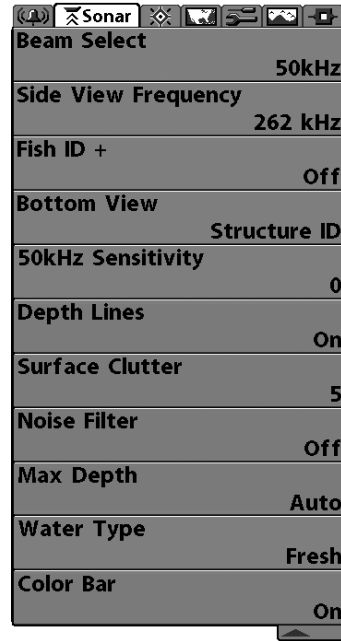 Sonar
Beam Select
50kHz
Side View Frequency
262 kHz
Fish ID +
Off
Bottom View
Structure ID
50kHz Sensitivity
0
Depth Lines
On
Surface Clutter
5
Noise Filter
Off
Max Depth
Auto
Water Type
Fresh
Color Bar
On